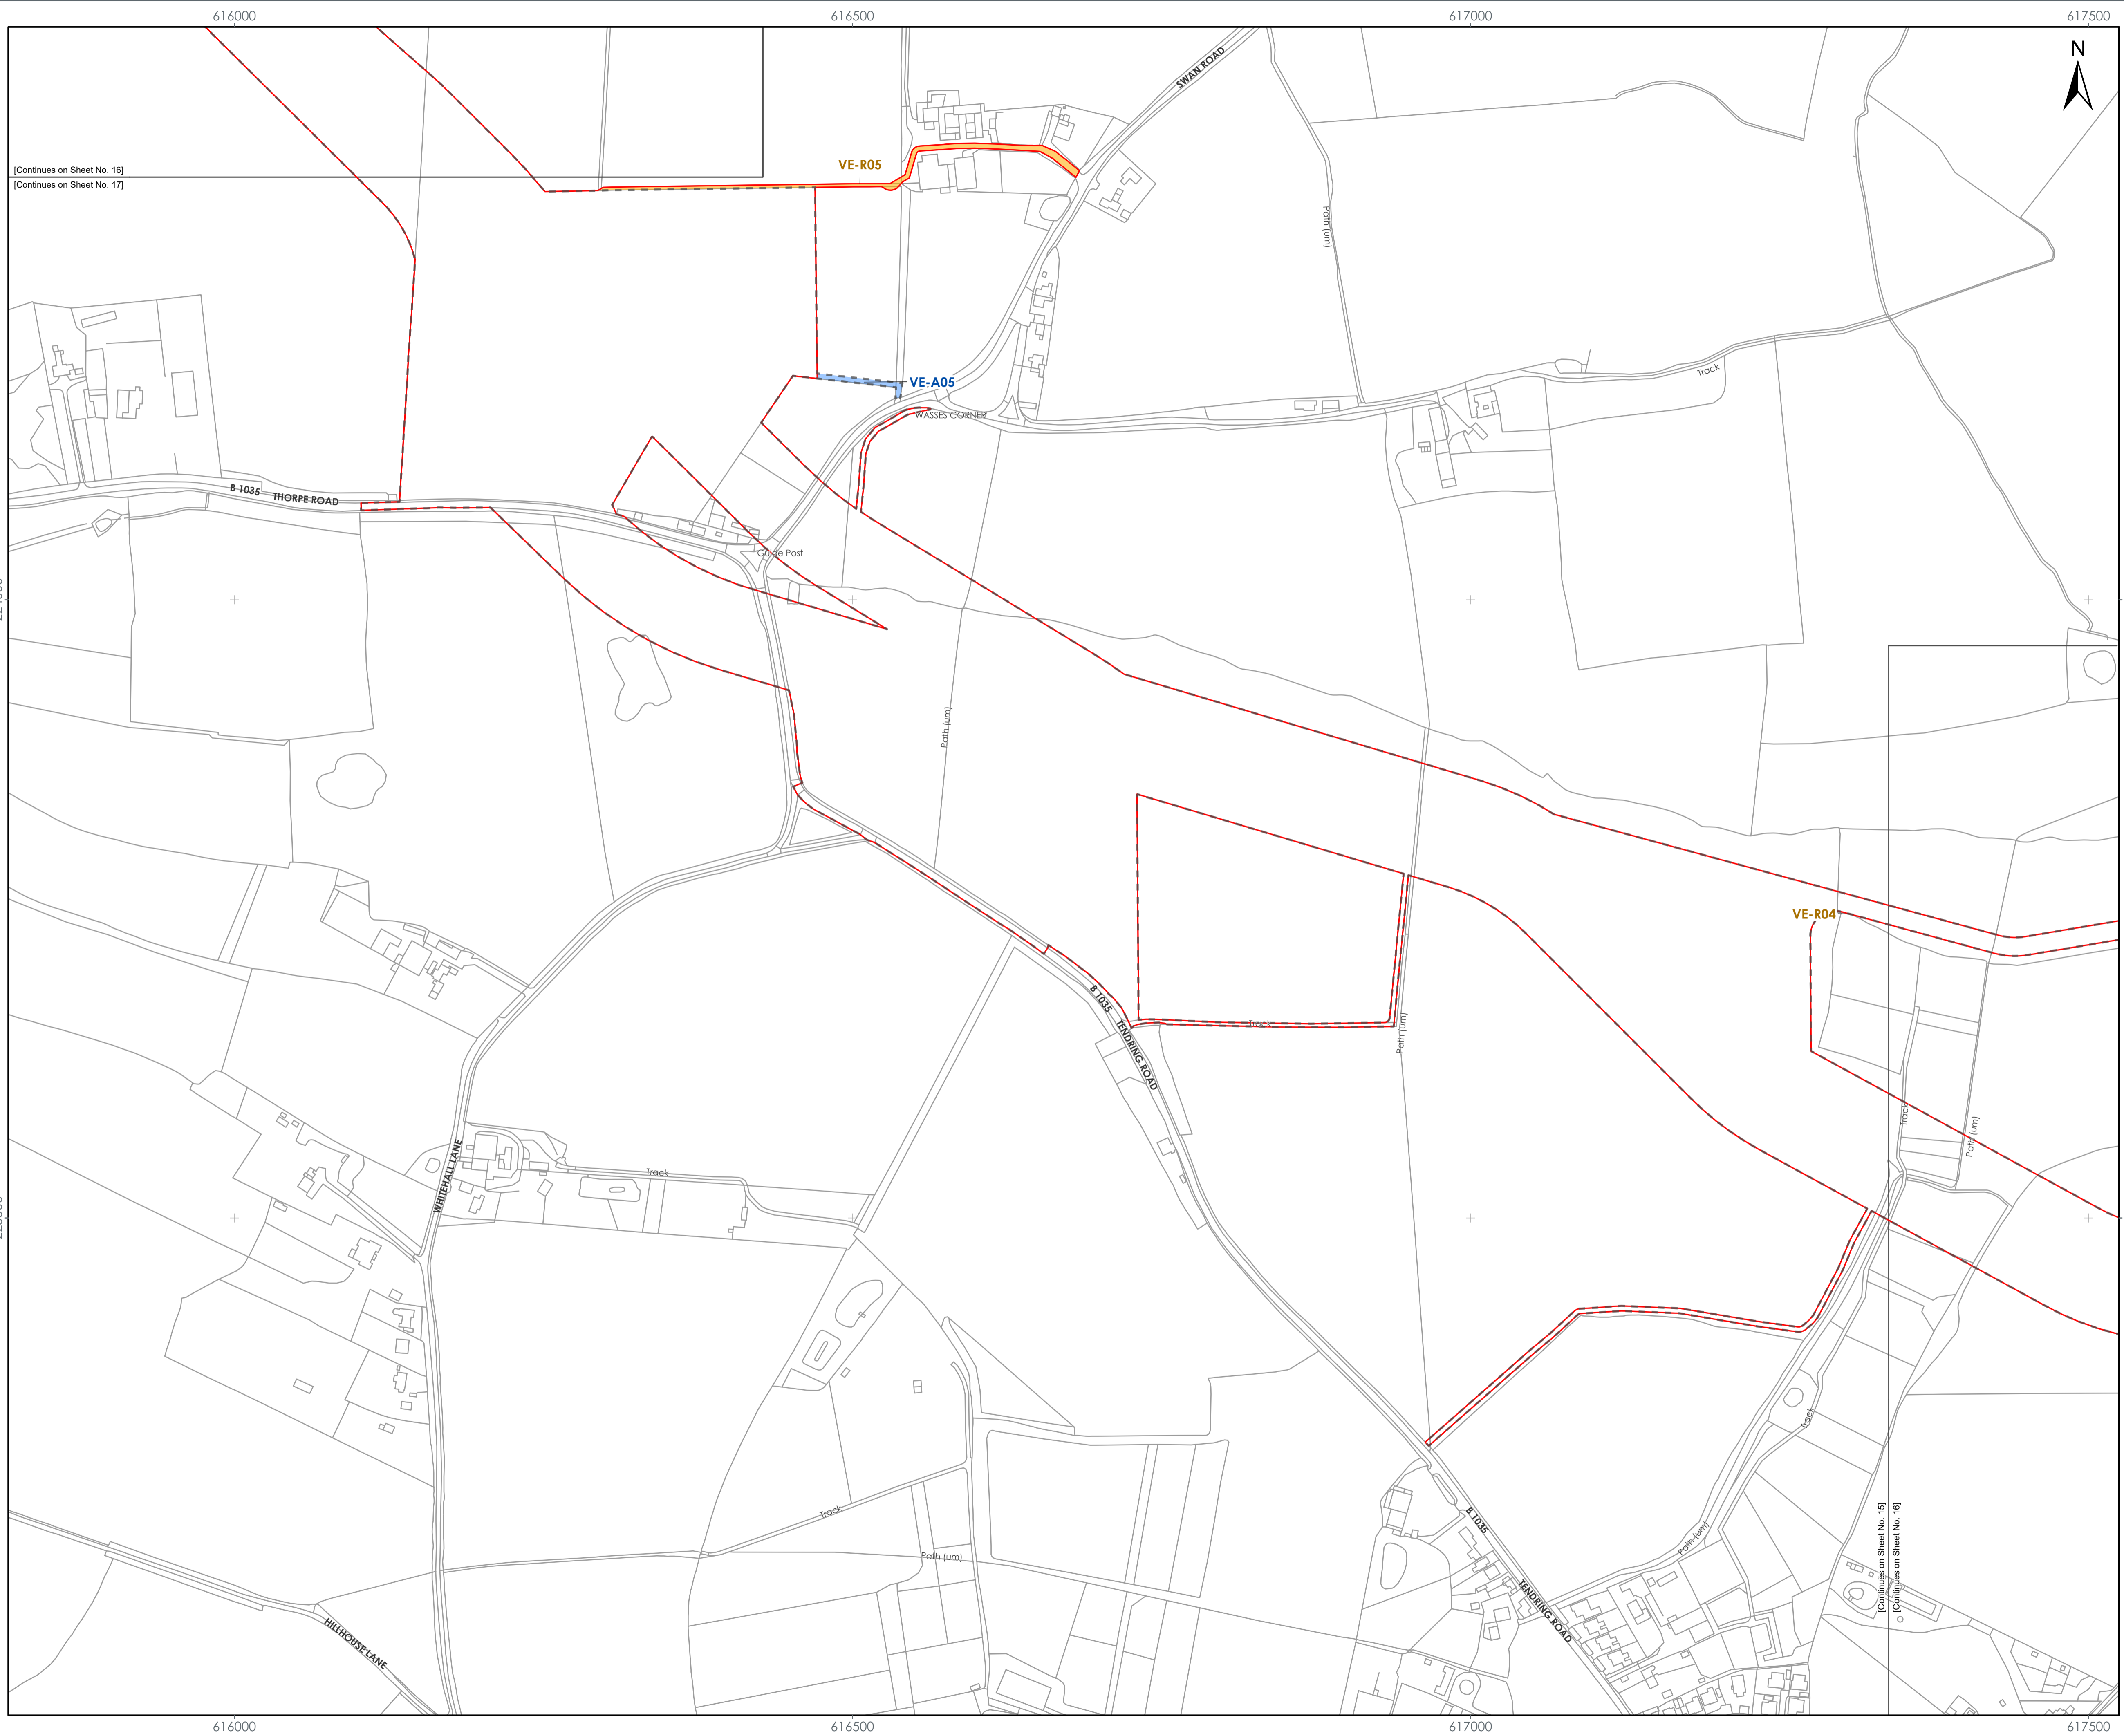 616000
616500
617000
617500
N
SWAN ROAD
VE-R05
[Continues on Sheet No. 16]
[Continues on Sheet No. 17]
Path (um)
VE-A05
Track
WASSES CORNER
B 1035
THORPE ROAD
Guide Post
Path (um)
VE-R04
B 1035
TENDRING ROAD
Track
Path (um)
Track
Path (um)
WHITEHALL LANE
Track
Track
Track
Path (um)
B 1035
TENDRING ROAD
Path (um)
[Continues on Sheet No. 15]
[Continues on Sheet No. 16]
HILLHOUSE LANE
616000
616500
617000
617500